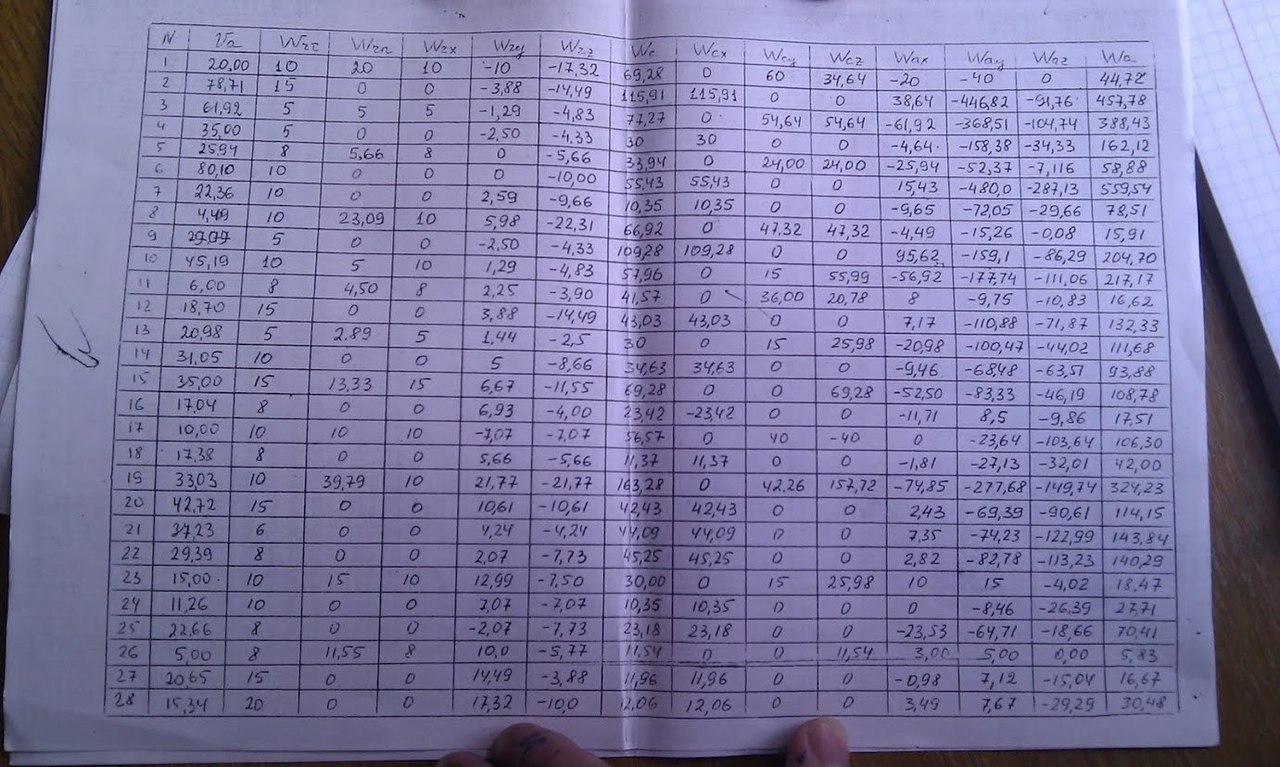 N Va Wrτ Wrn Wrx Wry Wrz Wc Wcx Wcy Wcz Wax Way Waz Wa
1 20,00 10 20 10 -10 -17,32 69,28 0 60 34,64 -20 -40 0 44,72
2 78,71 15 0 0 -3,88 -14,49 115,91 115,91 0 0 38,64 -446,82 -91,76 457,78
3 61,92 5 5 5 -1,29 -4,83 77,27 0 54,64 54,64 -61,92 -368,51 -104,74 388,43
4 35,00 5 0 0 -2,50 -4,33 30 30 0 0 -4,64 -158,38 -34,33 162,12
5 25,94 8 5,66 8 0 -5,66 33,94 0 24,00 24,00 -25,94 -52,37 -7,116 58,88
6 80,10 10 0 0 0 -10,00 55,43 55,43 0 0 15,43 -480,0 -287,13 559,54
7 22,36 10 0 0 2,59 -9,66 10,35 10,35 0 0 -9,65 -72,05 -29,66 78,51
8 4,49 10 23,09 10 5,98 -22,31 66,92 0 47,32 47,32 -4,49 -15,26 -0,08 15,91
9 5 0 0 -2,50 -4,33 109,28 109,28 0 0 95,62 -159,1 -86,29 204,70
10 45,19 10 5 10 1,29 -4,83 57,96 0 15 55,99 -56,92 -177,74 -111,06 217,17
11 6,00 8 4,50 8 2,25 -3,90 41,57 0 36,00 20,78 8 -9,75 -10,83 16,62
12 18,70 15 0 0 3,88 -14,49 43,03 43,03 0 0 7,17 -110,88 -71,87 132,33
13 20,98 5 2,89 5 1,44 -2,5 30 0 15 25,98 -20,98 -100,47 -44,02 111,68
14 31,05 10 0 0 5 -8,66 34,63 34,63 0 0 -9,46 -68,48 -63,51 93,88
15 35,00 15 13,33 15 6,67 -11,55 69,28 0 0 69,28 -52,50 -83,33 -46,19 108,78
16 17,04 8 0 0 6,93 -4,00 23,42 -23,42 0 0 -11,71 8,5 -9,86 17,51
17 10,00 10 10 10 -7,07 -7,07 56,57 0 40 -40 0 -23,64 -103,64 106,30
18 17,38 8 0 0 5,66 -5,66 11,37 11,37 0 0 -1,81 -27,13 -32,01 42,00
19 33,03 10 39,79 10 21,77 -21,77 163,28 0 42,26 157,72 -74,85 -277,68 -149,74 324,23
20 42,72 15 0 0 10,61 -10,61 42,43 42,43 0 0 2,43 -69,39 -90,61 114,15
21 37,23 6 0 0 4,24 -4,24 44,09 44,09 0 0 7,35 -74,23 -122,99 143,84
22 29,39 8 0 0 2,07 -7,73 45,25 45,25 0 0 2,82 -82,78 -113,23 140,29
23 15,00 10 15 10 12,99 -7,50 30,00 0 15 25,98 10 15 -4,02 18,47
24 11,26 10 0 0 7,07 -7,07 10,35 10,35 0 0 0 -8,46 -26,39 27,71
25 22,66 8 0 0 -2,07 -7,73 23,18 23,18 0 0 -23,53 -64,71 -18,66 70,41
26 5,00 8 11,55 8 10,0 -5,77 11,54 0 0 11,54 3,00 5,00 0,00 5,83
27 20,65 15 0 0 14,49 -3,88 11,96 11,96 0 0 -0,98 7,12 -15,04 16,67
28 15,34 20 0 0 17,32 -10,0 12,06 12,06 0 0 3,49 7,67 -29,29 30,48